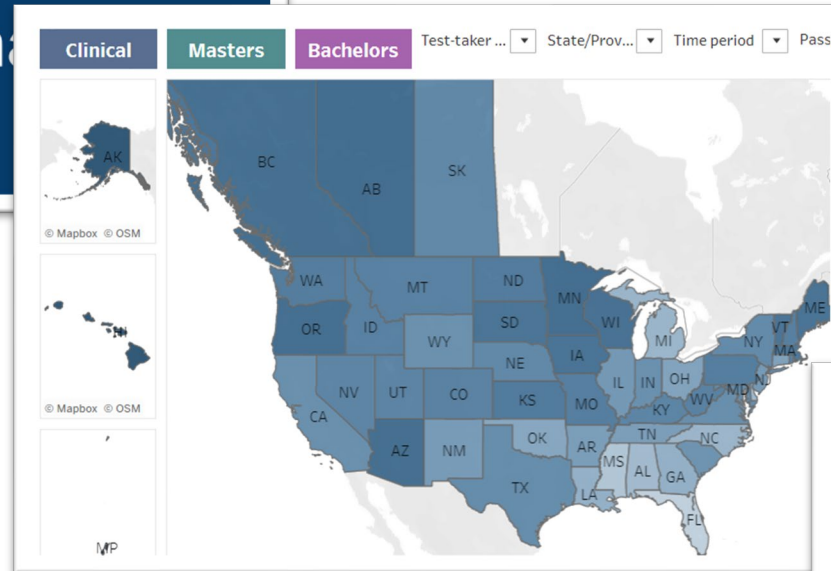 Clinical
Masters
Bachelors
Test-taker ...
State/Prov...
Time period
Pass
AK
© Mapbox © OSM
© Mapbox © OSM
MP
BC
AB
SK
WA
MT
ND
MN
OR
ID
SD
WI
WY
MI
NY
VT
ME
MA
NE
IA
NV
UT
CO
KS
MO
IL
IN
OH
NJ
MD
WV
KY
CA
AZ
NM
OK
AR
TN
NC
TX
LA
MS
AL
GA
FL